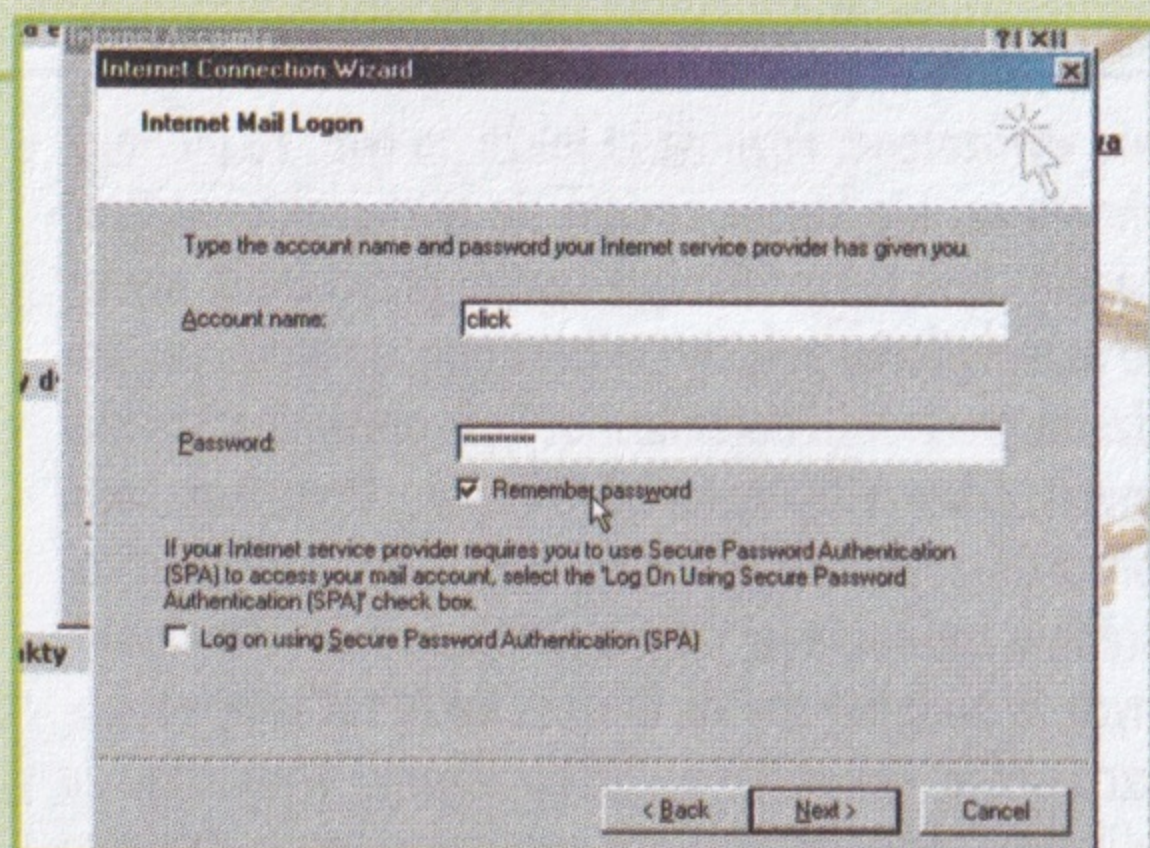 Internet Accounts
Internet Connection Wizard
Internet Mail Logon
Type the account name and password your Internet service provider has given you.
Account name:
click
Password:
*********
Remember password
If your Internet service provider requires you to use Secure Password Authentication
(SPA) to access your mail account, select the 'Log On Using Secure Password
Authentication (SPA)' check box.
Log on using Secure Password Authentication (SPA)
< Back
Next >
Cancel